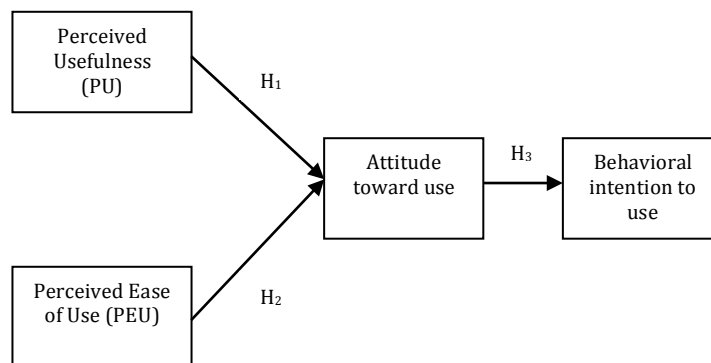 Perceived
Usefulness
(PU)
H₁
Attitude
toward use
H₃
Behavioral
intention to
use
Perceived Ease
of Use (PEU)
H₂